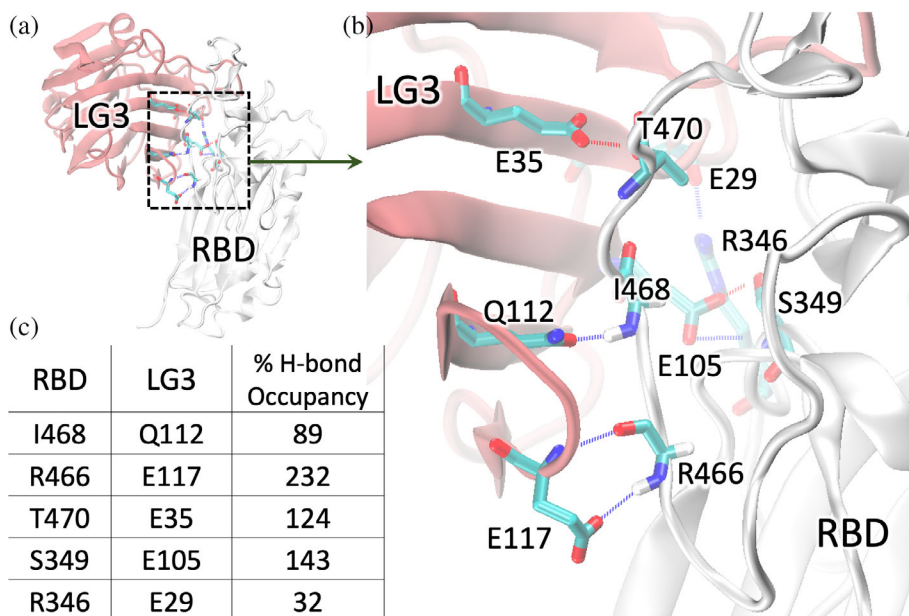 (a)
LG3
RBD
(b)
LG3
E35
T470
E29
R346
I468
S349
Q112
E105
R466
E117
RBD
(c)
RBD LG3 % H-bond
Occupancy
I468 Q112 89
R466 E117 232
T470 E35 124
S349 E105 143
R346 E29 32